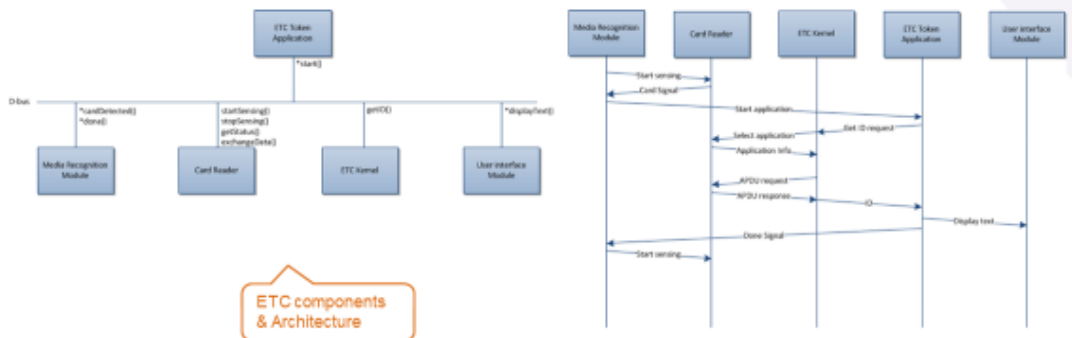 ETC Token
Application
*start()
D-bus
*cardDetected()
*done()
startSensing()
stopSensing()
getStatus()
exchangeData()
getID()
*displayText()
Media Recognition
Module
Card Reader
ETC Kernel
User interface
Module
ETC components
& Architecture
Media Recognition
Module
Card Reader
ETC Kernel
ETC Token
Application
User interface
Module
Start sensing
Card Signal
Start application
Get ID request
Select application
Application Info
APDU request
APDU response
ID
Display text
Done Signal
Start sensing